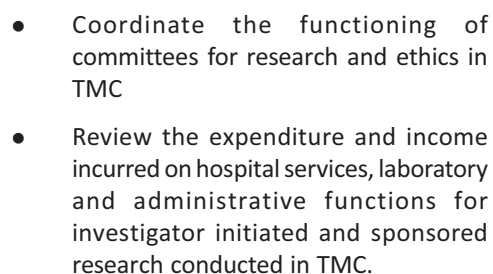 ● Coordinate the functioning of
committees for research and ethics in
TMC
● Review the expenditure and income
incurred on hospital services, laboratory
and administrative functions for
investigator initiated and sponsored
research conducted in TMC.